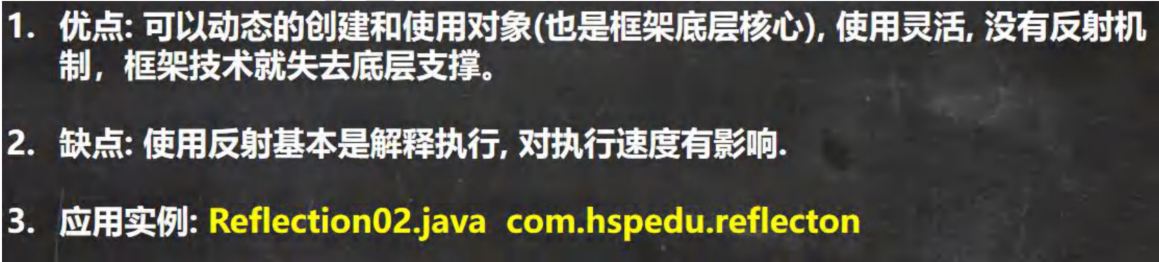 1. 优点: 可以动态的创建和使用对象(也是框架底层核心), 使用灵活, 没有反射机
制，框架技术就失去底层支撑。
2. 缺点: 使用反射基本是解释执行, 对执行速度有影响.
3. 应用实例: Reflection02.java com.hspedu.reflecton